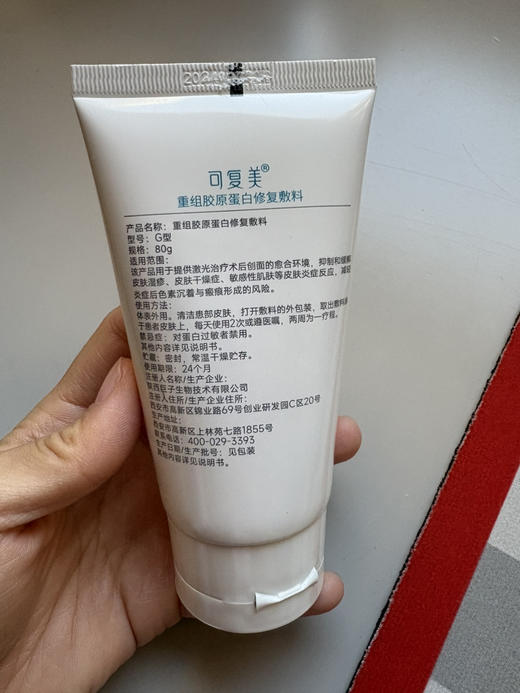 可复美®
重组胶原蛋白修复敷料
产品名称：重组胶原蛋白修复敷料
型号：G型
规格：80g
适用范围：
该产品用于提供激光治疗术后创面的愈合环境，抑制和缓解
皮肤湿疹、皮肤干燥症、敏感性肌肤等皮肤炎症反应，减轻
炎症后色素沉着与瘢痕形成的风险。
使用方法：
体表外用。清洁患部皮肤，打开敷料的外包装，取出敷料
于患者皮肤上，每天使用2次或遵医嘱，两周为一疗程。
禁忌症：对蛋白过敏者禁用。
其他内容详见说明书。
贮藏：密封，常温干燥贮存。
使用期限：24个月
注册人名称/生产企业：
陕西巨子生物技术有限公司
注册人住所/生产企业住所：
西安市高新区锦业路69号创业研发园C区20号
生产地址：
西安市高新区上林苑七路1855号
联系电话：400-029-3393
生产日期/生产批号：见包装
其他内容详见说明书。